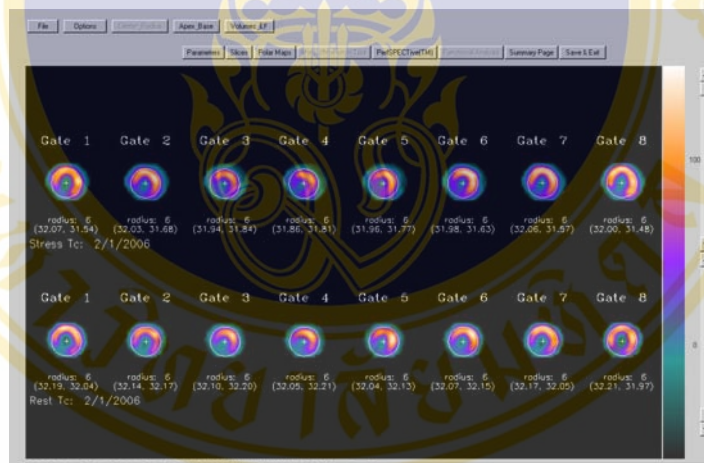 File Options Center_Radius Apex_Base Volumes_EF
Parameters Slices Polar Maps PerfSPECTive(TM) Functional Analysis Summary Page Save & Exit
Gate 1 Gate 2 Gate 3 Gate 4 Gate 5 Gate 6 Gate 7 Gate 8
100
radius: 6 radius: 6 radius: 6 radius: 6 radius: 6 radius: 6 radius: 6 radius: 6
(32.07, 31.54) (32.03, 31.68) (31.94, 31.84) (31.86, 31.81) (31.96, 31.77) (31.98, 31.63) (32.06, 31.57) (32.00, 31.48)
Stress Tc: 2/1/2006
Gate 1 Gate 2 Gate 3 Gate 4 Gate 5 Gate 6 Gate 7 Gate 8
0
radius: 6 radius: 6 radius: 6 radius: 6 radius: 6 radius: 6 radius: 6 radius: 6
(32.19, 32.04) (32.14, 32.17) (32.10, 32.20) (32.05, 32.21) (32.04, 32.13) (32.07, 32.15) (32.17, 32.05) (32.21, 31.97)
Rest Tc: 2/1/2006